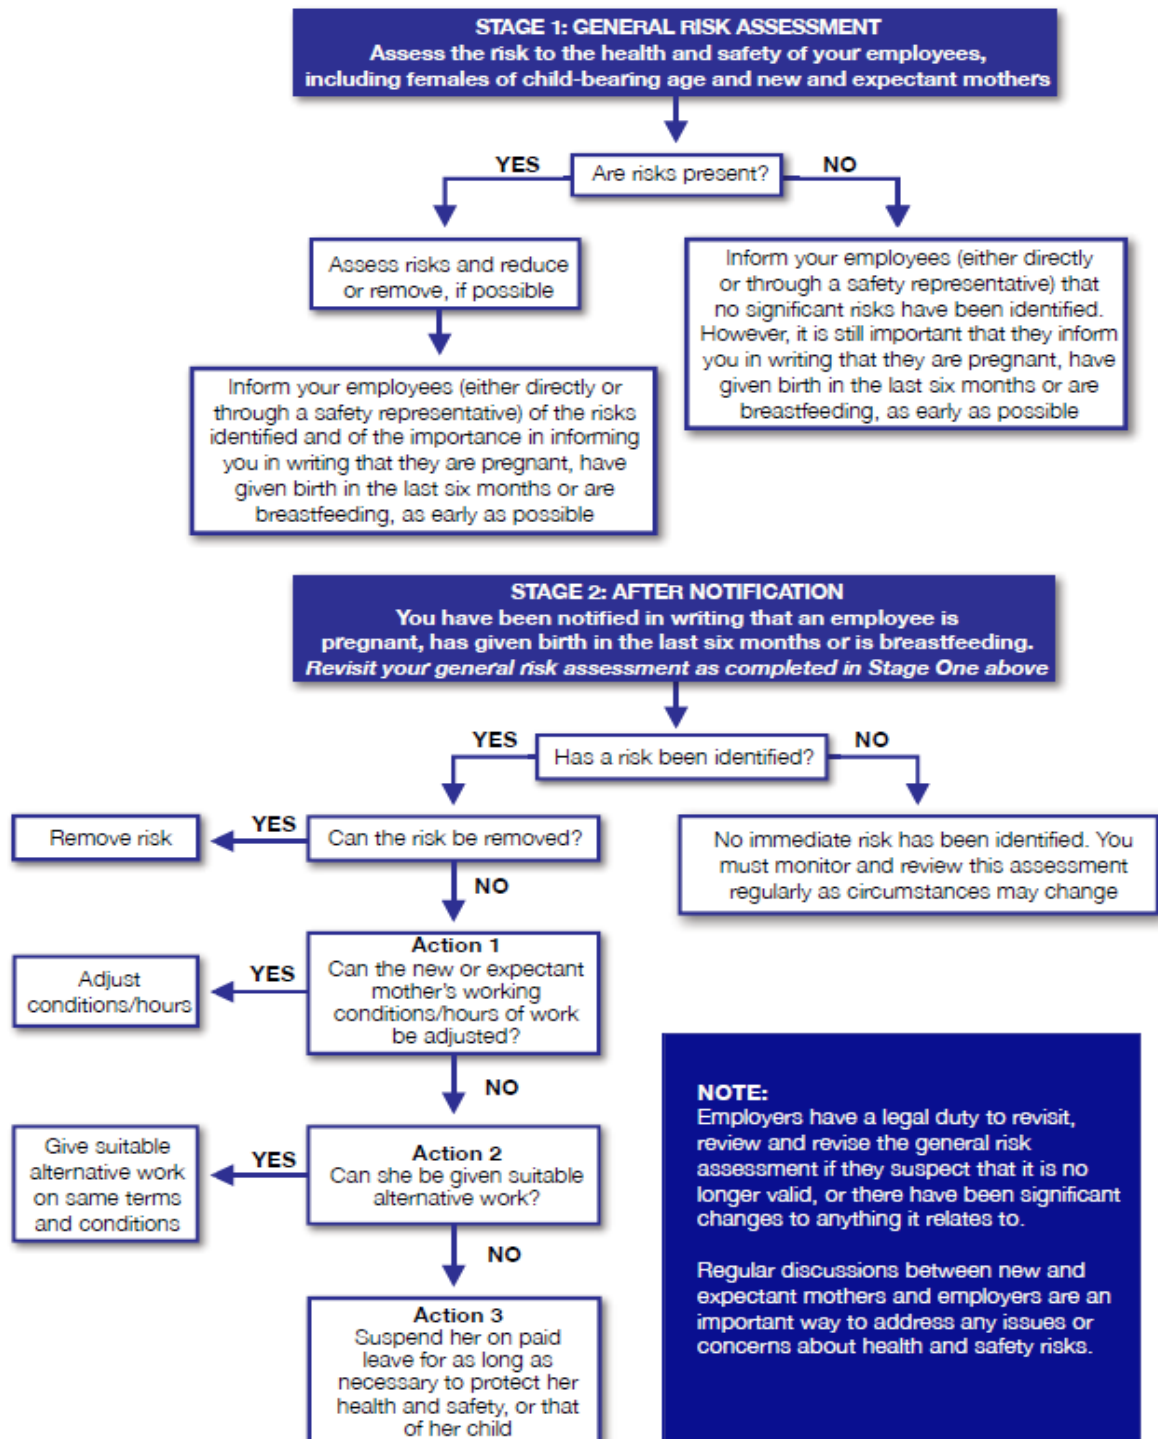 STAGE 1: GENERAL RISK ASSESSMENT
Assess the risk to the health and safety of your employees,
including females of child-bearing age and new and expectant mothers
YES
Are risks present?
NO
Assess risks and reduce
or remove, if possible
Inform your employees (either directly
or through a safety representative) that
no significant risks have been identified.
However, it is still important that they inform
you in writing that they are pregnant, have
given birth in the last six months or are
breastfeeding, as early as possible
Inform your employees (either directly or
through a safety representative) of the risks
identified and of the importance in informing
you in writing that they are pregnant, have
given birth in the last six months or are
breastfeeding, as early as possible
STAGE 2: AFTER NOTIFICATION
You have been notified in writing that an employee is
pregnant, has given birth in the last six months or is breastfeeding.
Revisit your general risk assessment as completed in Stage One above
YES
Has a risk been identified?
NO
Remove risk
YES
Can the risk be removed?
No immediate risk has been identified. You
must monitor and review this assessment
regularly as circumstances may change
NO
Adjust
conditions/hours
YES
Action 1
Can the new or expectant
mother's working
conditions/hours of work
be adjusted?
NO
Give suitable
alternative work
on same terms
and conditions
YES
Action 2
Can she be given suitable
alternative work?
NO
Action 3
Suspend her on paid
leave for as long as
necessary to protect her
health and safety, or that
of her child
NOTE:
Employers have a legal duty to revisit,
review and revise the general risk
assessment if they suspect that it is no
longer valid, or there have been significant
changes to anything it relates to.
Regular discussions between new and
expectant mothers and employers are an
important way to address any issues or
concerns about health and safety risks.